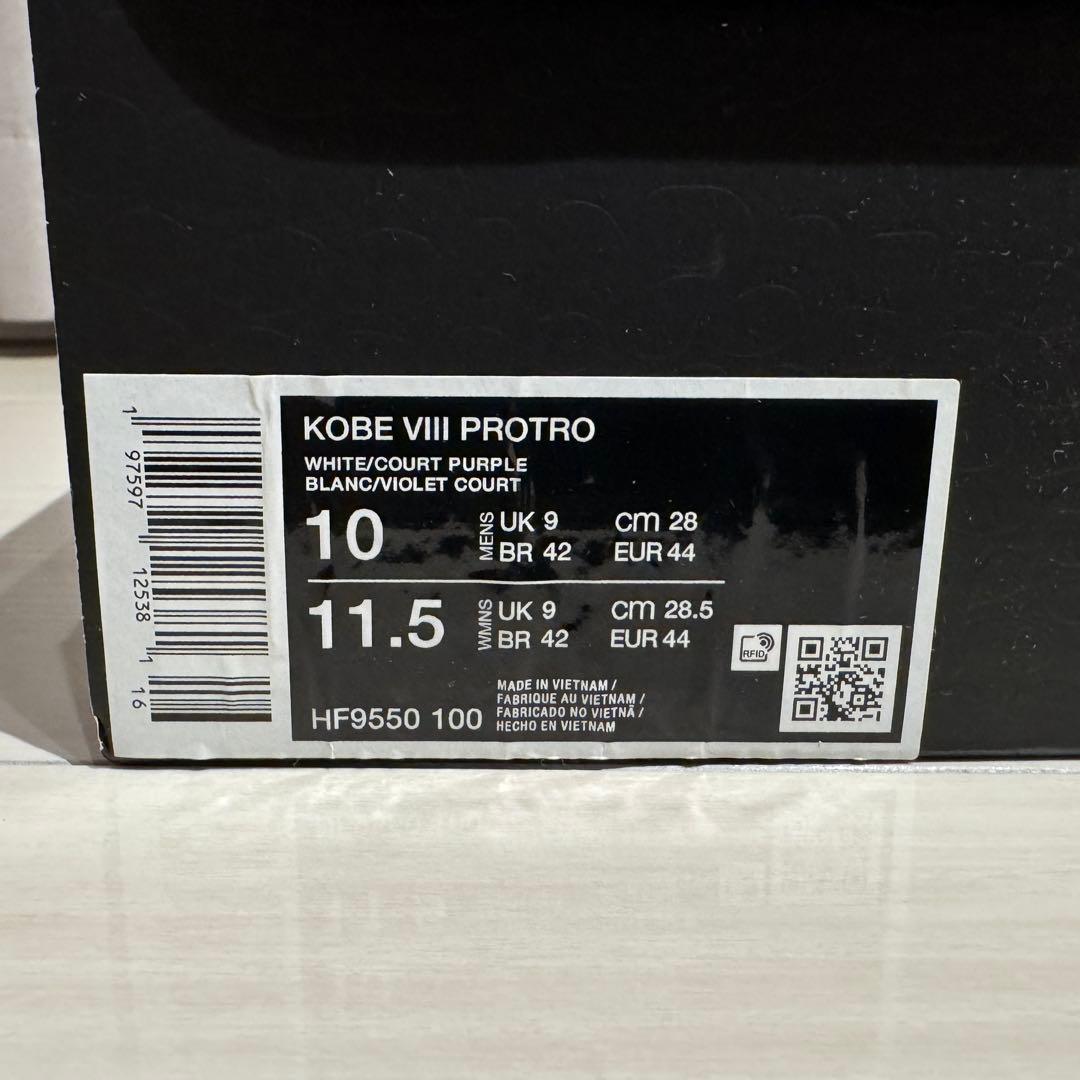 KOBE VIII PROTRO
WHITE/COURT PURPLE
BLANC/VIOLET COURT
10 MENS UK 9 cm 28
BR 42 EUR 44
11.5 WMNS UK 9 cm 28.5
BR 42 EUR 44
RFID
HF9550 100
MADE IN VIETNAM /
FABRIQUE AU VIETNAM /
FABRICADO NO VIETNÃ /
HECHO EN VIETNAM
1 97597 12538 1 16